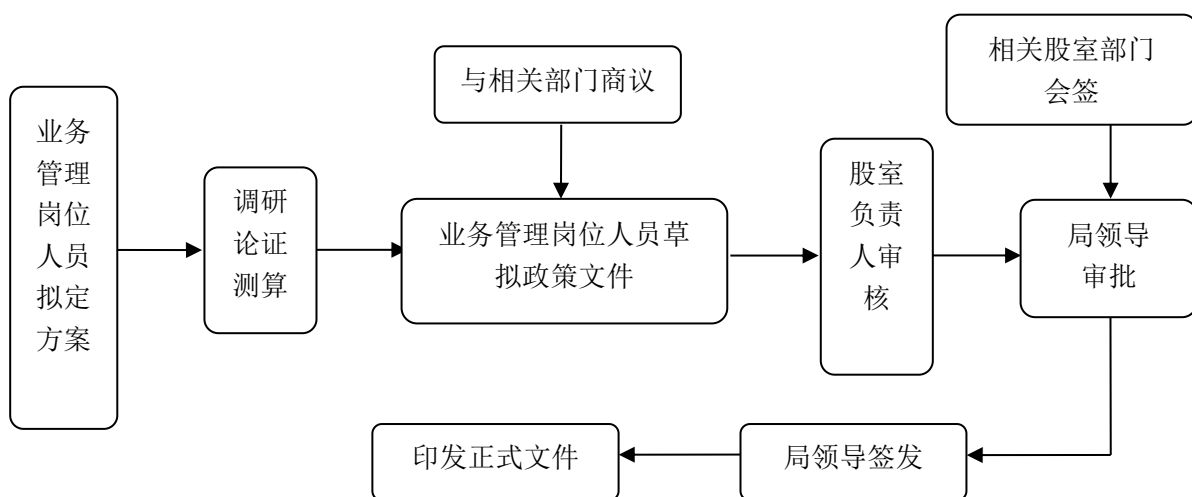 业务
管理
岗位
人员
拟定
方案
调研
论证
测算
与相关部门商议
业务管理岗位人员草
拟政策文件
股室
负责
人审
核
相关股室部门
会签
局领导
审批
局领导签发
印发正式文件